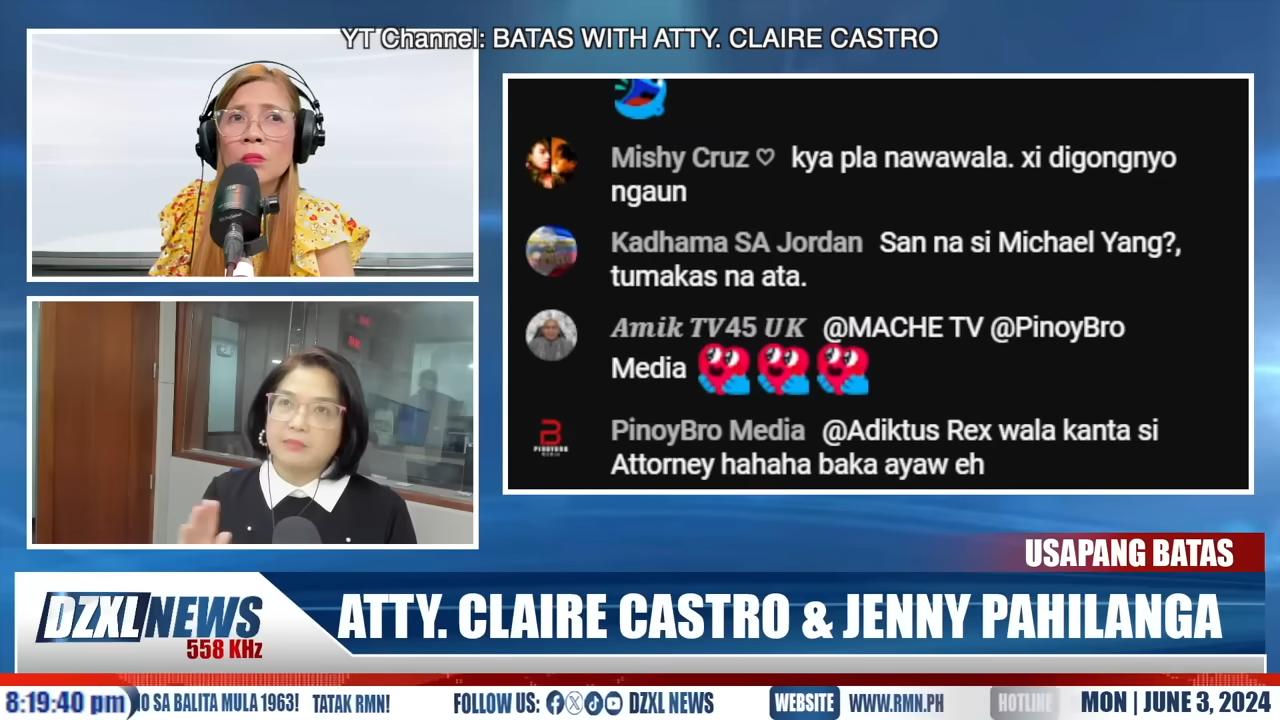 YT Channel: BATAS WITH ATTY. CLAIRE CASTRO
Mishy Cruz ♡ kya pla nawawala. xi digongnyo
ngaun
Kadhama SA Jordan San na si Michael Yang?,
tumakas na ata.
Amik TV45 UK @MACHE TV @PinoyBro
Media
B
PINOYBRO
MEDIA
PinoyBro Media @Adiktus Rex wala kanta si
Attorney hahaha baka ayaw eh
USAPANG BATAS
DZXL NEWS
558 KHz
ATTY. CLAIRE CASTRO & JENNY PAHILANGA
8:19:40 pm NO SA BALITA MULA 1963! TATAK RMN! FOLLOW US: DZXL NEWS WEBSITE WWW.RMN.PH HOTLINE MON | JUNE 3, 2024